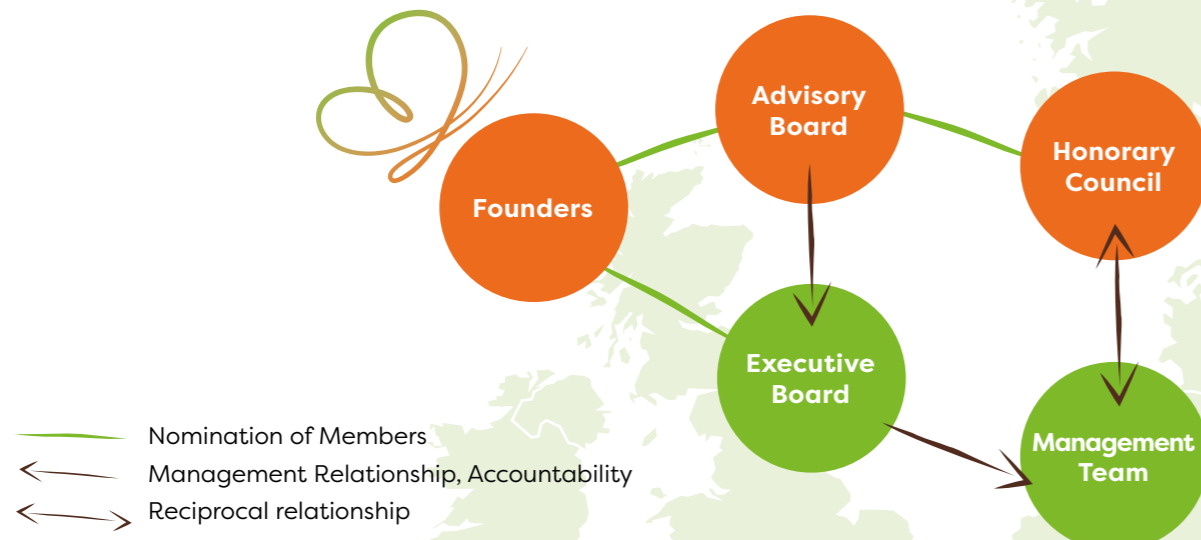 Advisory
Board
Honorary
Council
Founders
Executive
Board
Management
Team
Nomination of Members
Management Relationship, Accountability
Reciprocal relationship